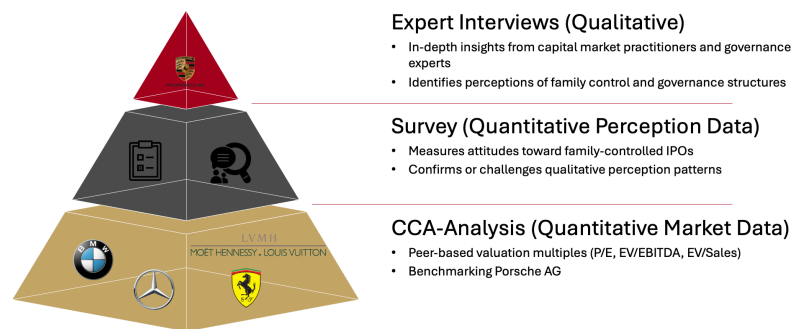 Expert Interviews (Qualitative)
• In-depth insights from capital market practitioners and governance
experts
• Identifies perceptions of family control and governance structures
Survey (Quantitative Perception Data)
• Measures attitudes toward family-controlled IPOs
• Confirms or challenges qualitative perception patterns
BMW
LVMH
MOËT HENNESSY. LOUIS VUITTON
CCA-Analysis (Quantitative Market Data)
• Peer-based valuation multiples (P/E, EV/EBITDA, EV/Sales)
• Benchmarking Porsche AG